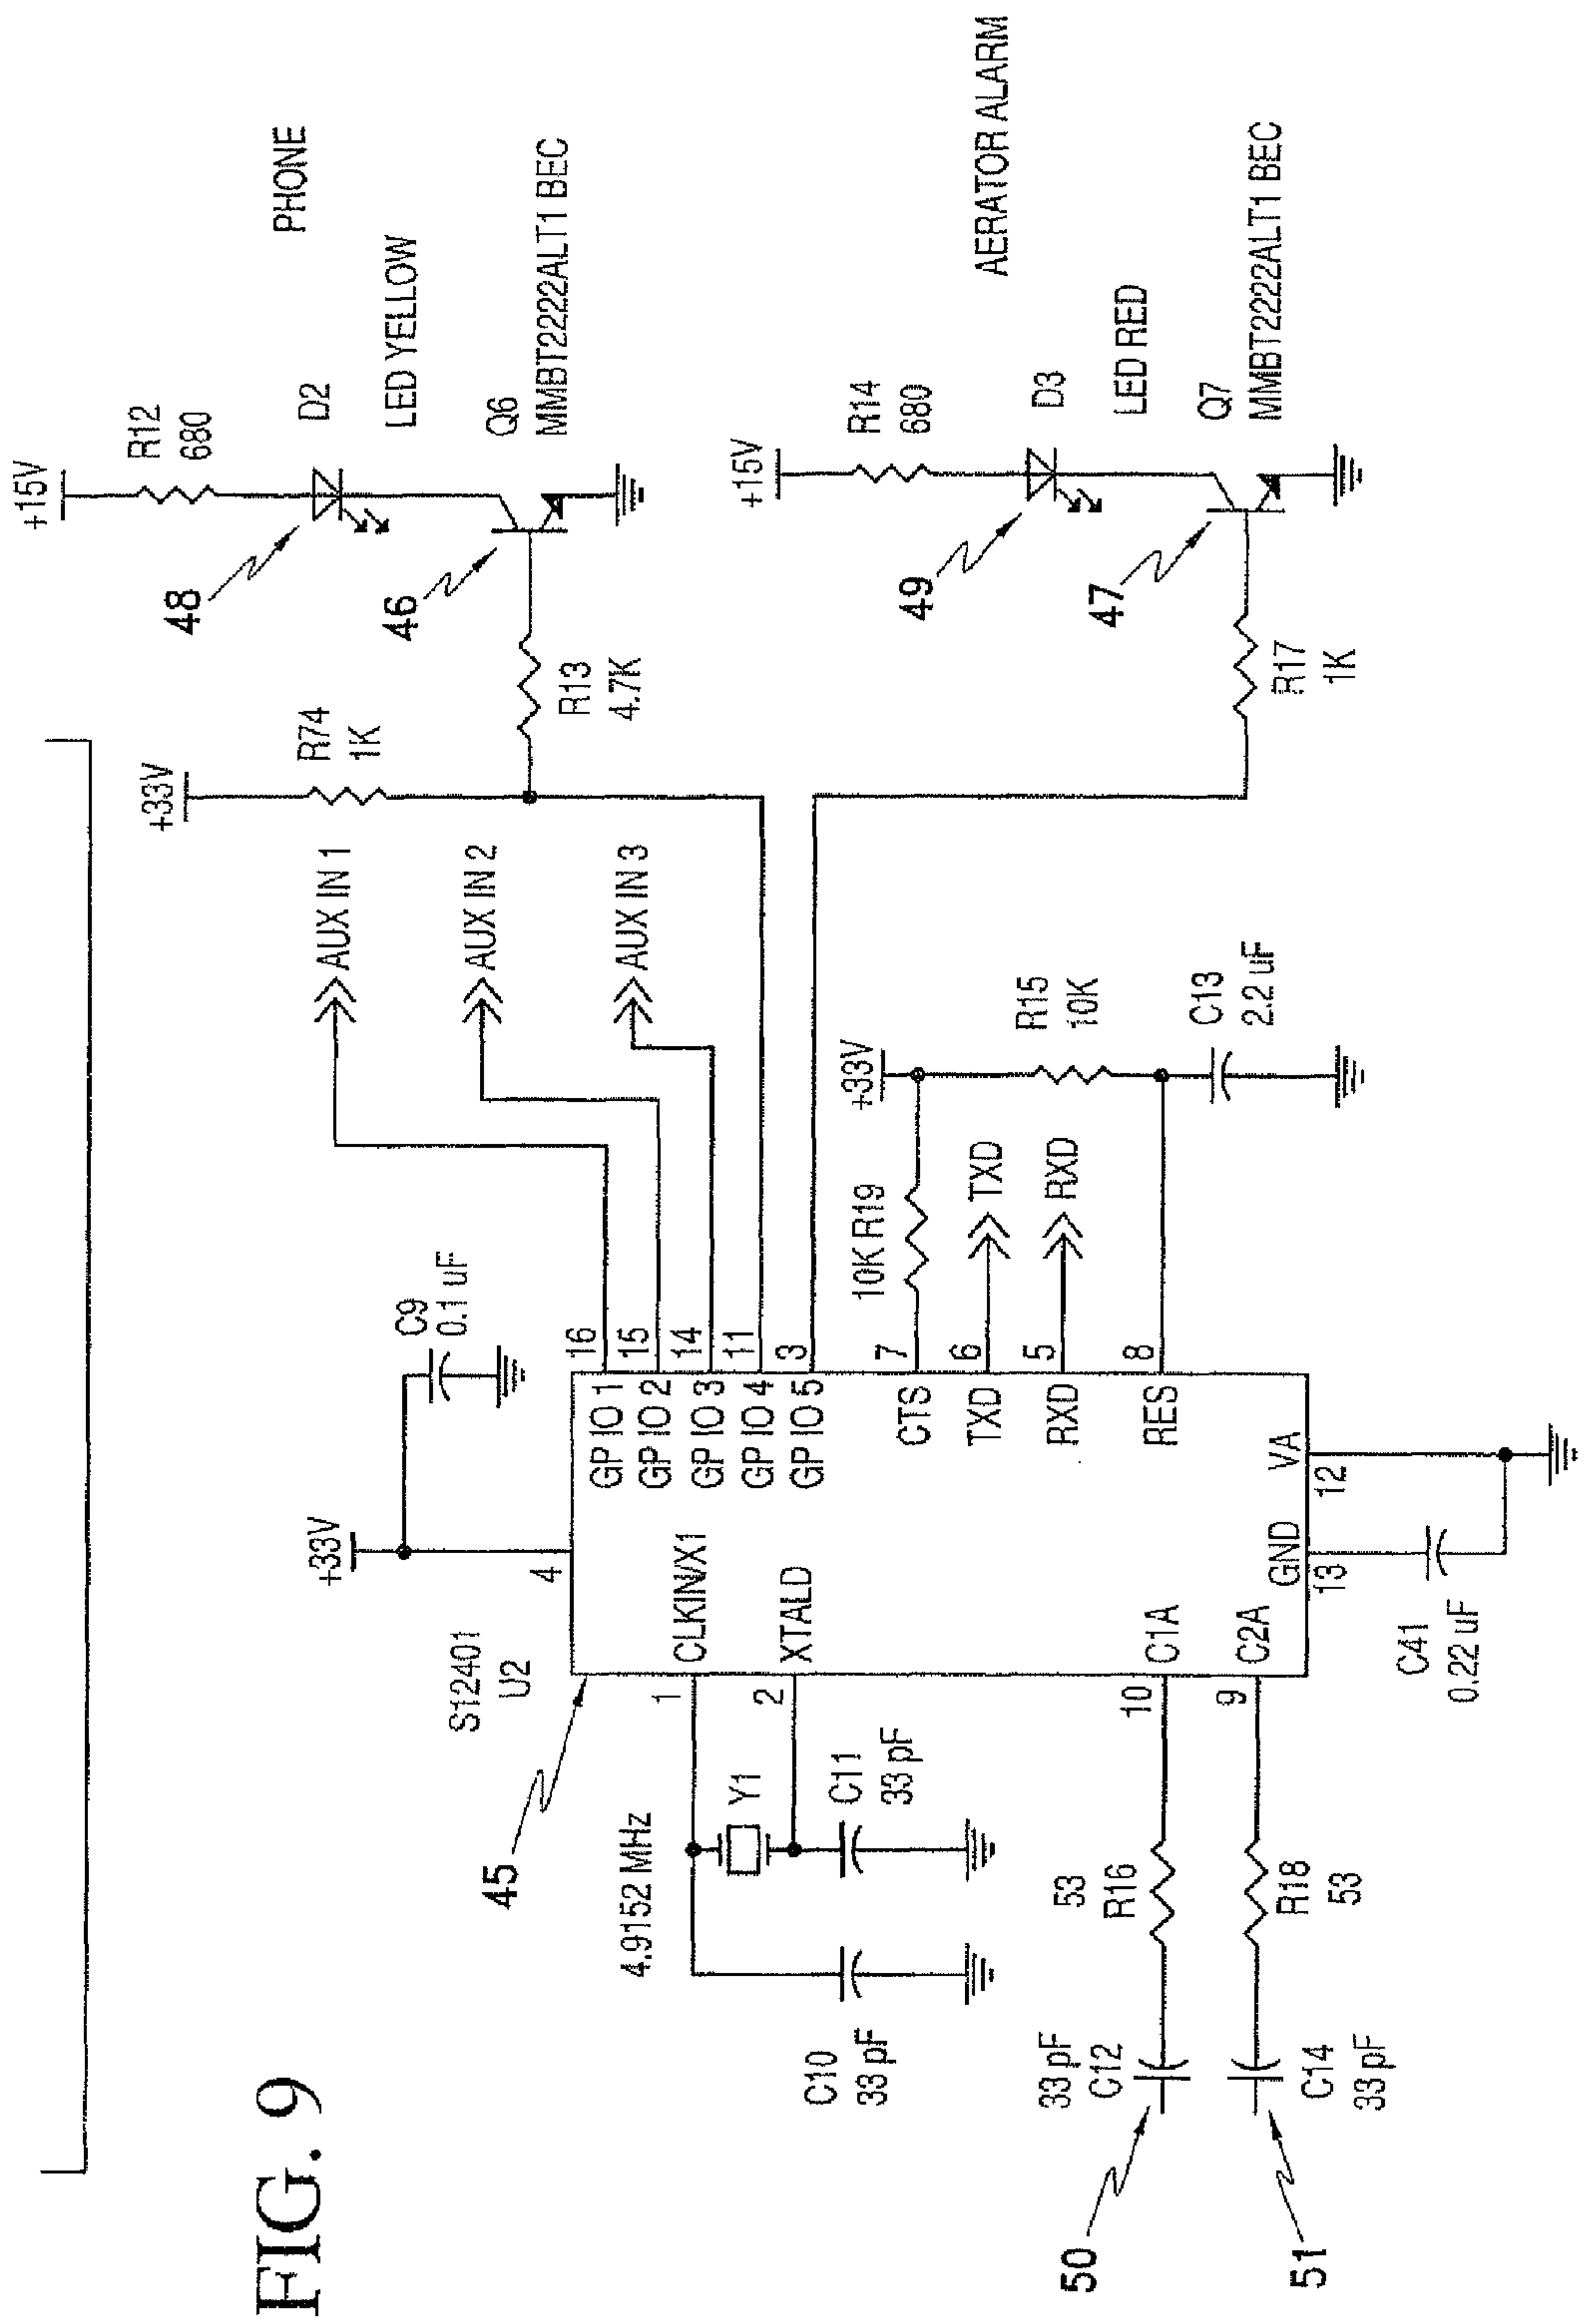 FIG. 9
+15V
R12
680
48
D2
PHONE
LED YELLOW
46
Q6
MMBT2222ALT1 BEC
+33V
R74
1K
R13
4.7K
AUX IN 1
AUX IN 2
AUX IN 3
+15V
R14
680
49
D3
AERATOR ALARM
LED RED
47
Q7
MMBT2222ALT1 BEC
R17
1K
+33V
C9
0.1 uF
4
S12401
U2
45
16
15
14
11
3
GP IO 1
GP IO 2
GP IO 3
GP IO 4
GP IO 5
CLKIN/X1
XTALD
1
2
4.9152 MHz
Y1
C11
33 pF
C10
33 pF
7
6
5
8
CTS
TXD
RXD
RES
10K R19
TXD
RXD
+33V
R15
10K
C13
2.2 uF
C1A
C2A
10
9
53
R16
R18
53
33 pF
C12
C14
33 pF
50
51
GND
VA
13
12
C41
0.22 uF